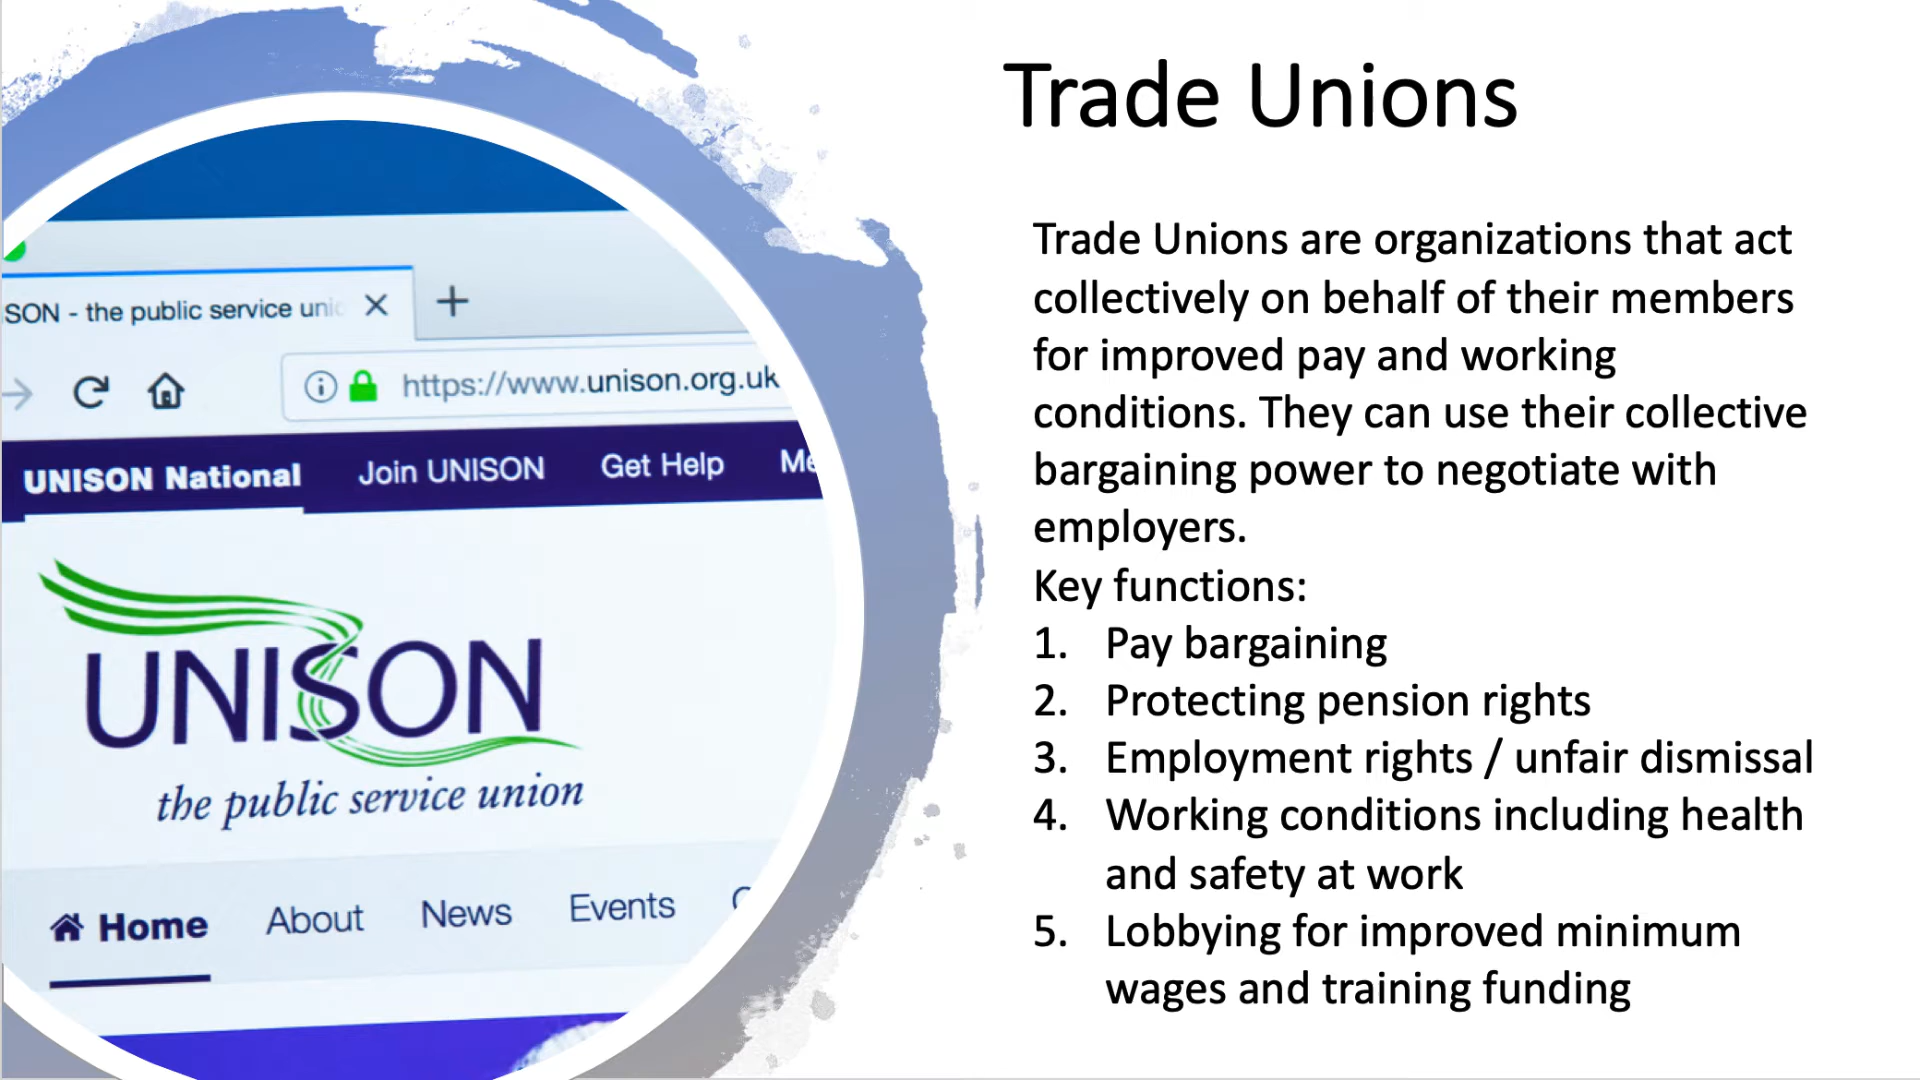 Trade Unions
Trade Unions are organizations that act
collectively on behalf of their members
for improved pay and working
conditions. They can use their collective
bargaining power to negotiate with
employers.
Key functions:
1. Pay bargaining
2. Protecting pension rights
3. Employment rights / unfair dismissal
4. Working conditions including health
and safety at work
5. Lobbying for improved minimum
wages and training funding
SON - the public service uni
https://www.unison.org.uk
UNISON National Join UNISON Get Help Me
UNISON
the public service union
Home About News Events